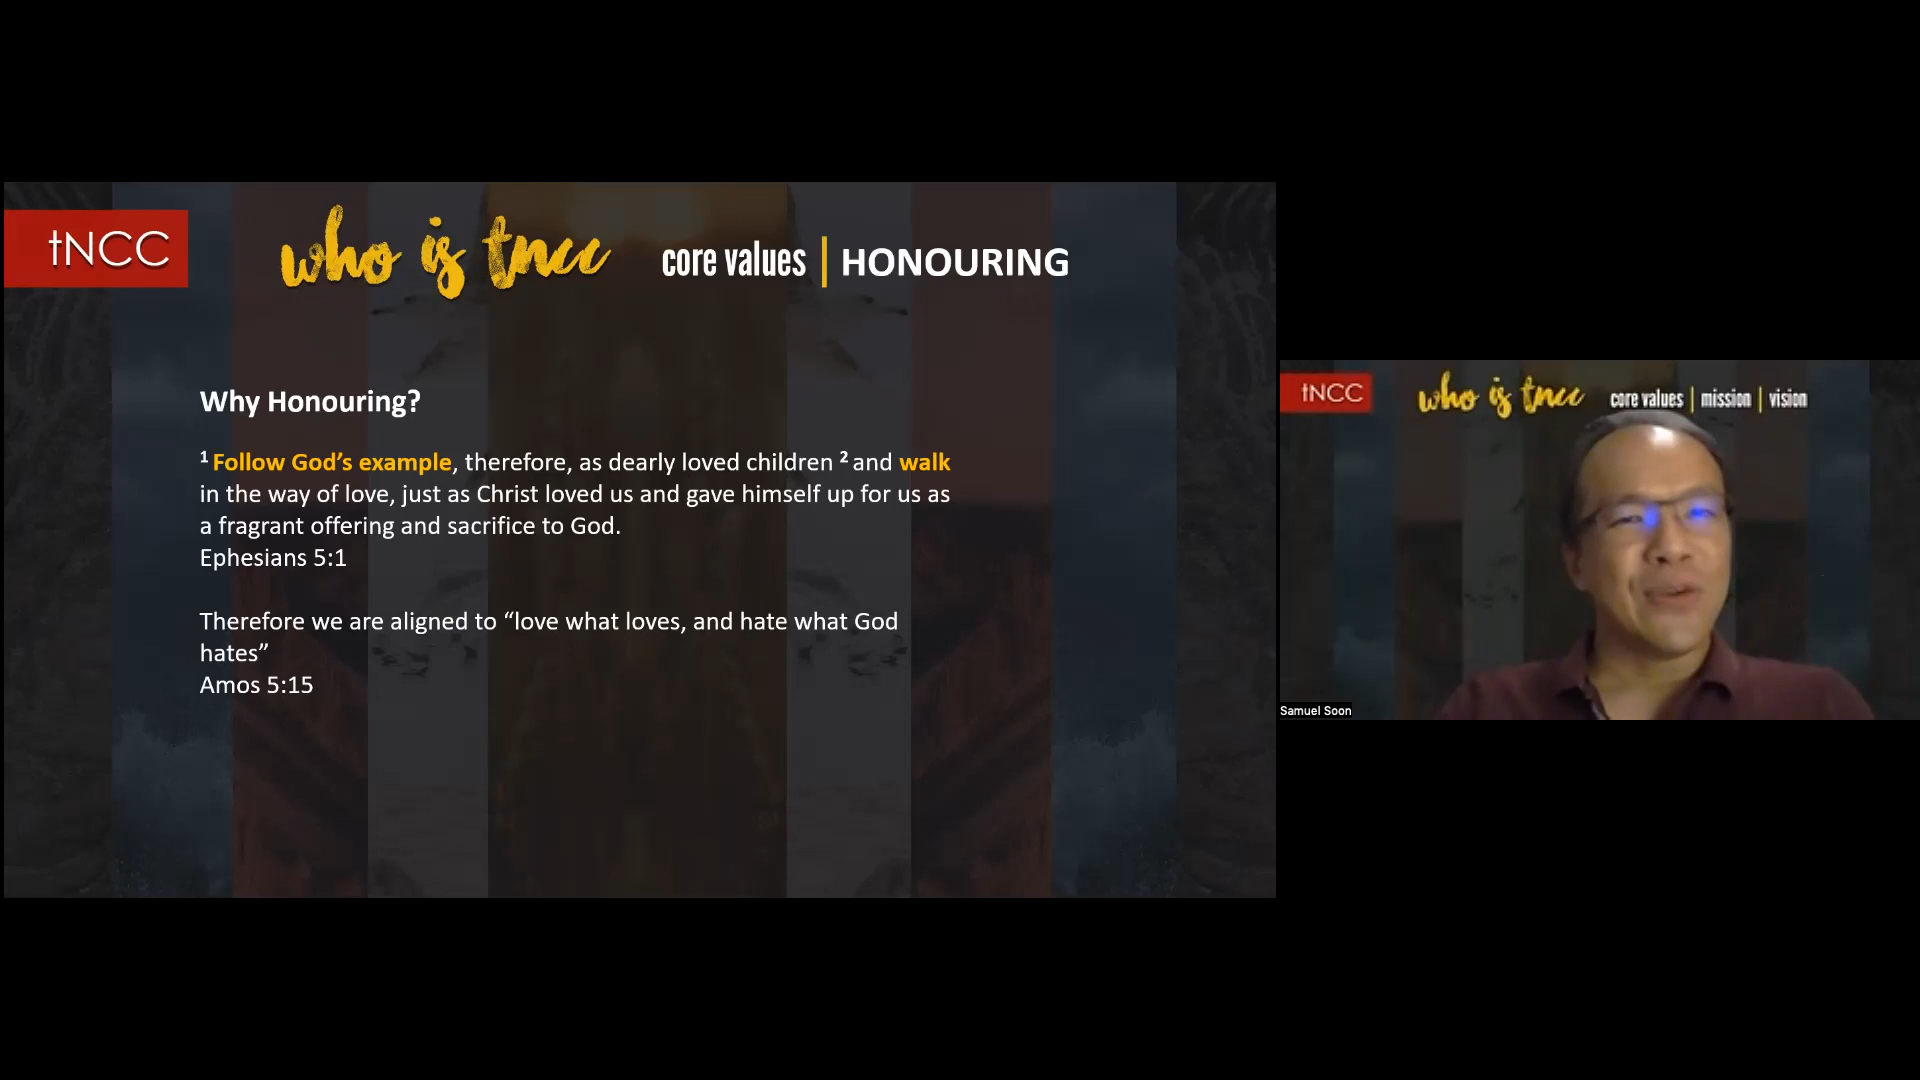 tNCC
who is tncc core values | HONOURING
Why Honouring?
¹ Follow God’s example, therefore, as dearly loved children ² and walk
in the way of love, just as Christ loved us and gave himself up for us as
a fragrant offering and sacrifice to God.
Ephesians 5:1
Therefore we are aligned to “love what loves, and hate what God
hates”
Amos 5:15
tNCC
who is tncc core values | mission | vision
Samuel Soon